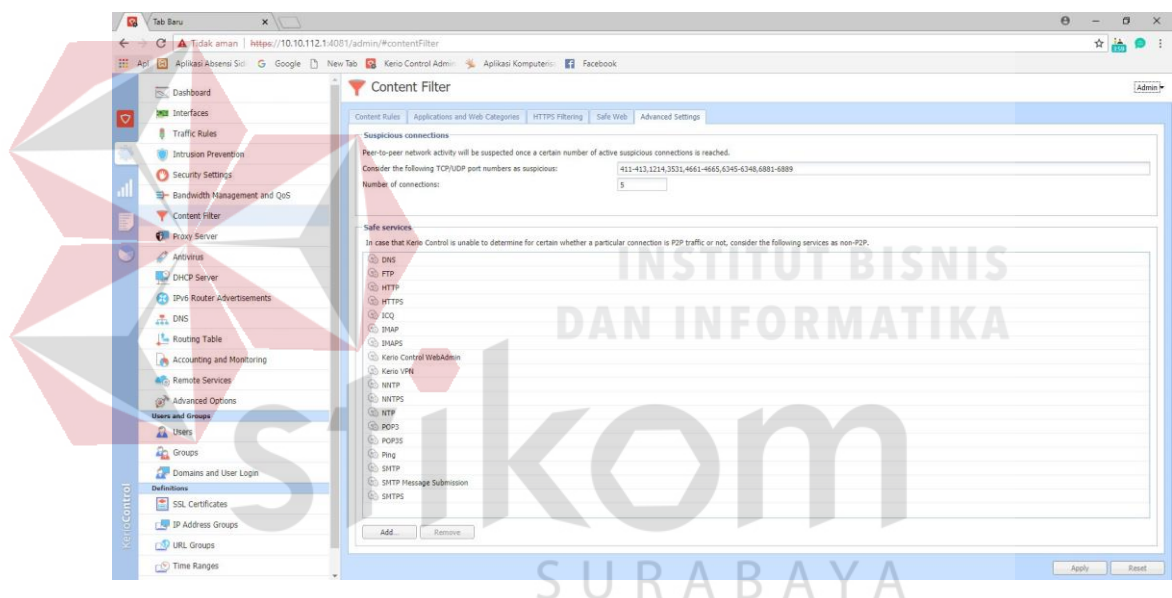 Tab Baru
Tidak aman | https://10.10.112.1:4081/admin/#contentFilter
Apl Aplikasi Absensi Sid Google New Tab Kerio Control Admin Aplikasi Komputeris Facebook
Content Filter
Admin
Dashboard
Interfaces
Traffic Rules
Intrusion Prevention
Security Settings
Bandwidth Management and QoS
Content Filter
Proxy Server
Antivirus
DHCP Server
IPv6 Router Advertisements
DNS
Routing Table
Accounting and Monitoring
Remote Services
Advanced Options
Users and Groups
Users
Groups
Domains and User Login
Definitions
SSL Certificates
IP Address Groups
URL Groups
Time Ranges
KerioControl
Content Rules Applications and Web Categories HTTPS Filtering Safe Web Advanced Settings
Suspicious connections
Peer-to-peer network activity will be suspected once a certain number of active suspicious connections is reached.
Consider the following TCP/UDP port numbers as suspicious: 411-413,1214,3531,4661-4665,6345-6348,6881-6889
Number of connections: 5
Safe services
In case that Kerio Control is unable to determine for certain whether a particular connection is P2P traffic or not, consider the following services as non-P2P.
DNS
FTP
HTTP
HTTPS
ICQ
IMAP
IMAPS
Kerio Control WebAdmin
Kerio VPN
NNTP
NNTPS
NTP
POP3
POP3S
Ping
SMTP
SMTP Message Submission
SMTPS
Add... Remove
Apply Reset
INSTITUT BISNIS
DAN INFORMATIKA
stikom
SURABAYA